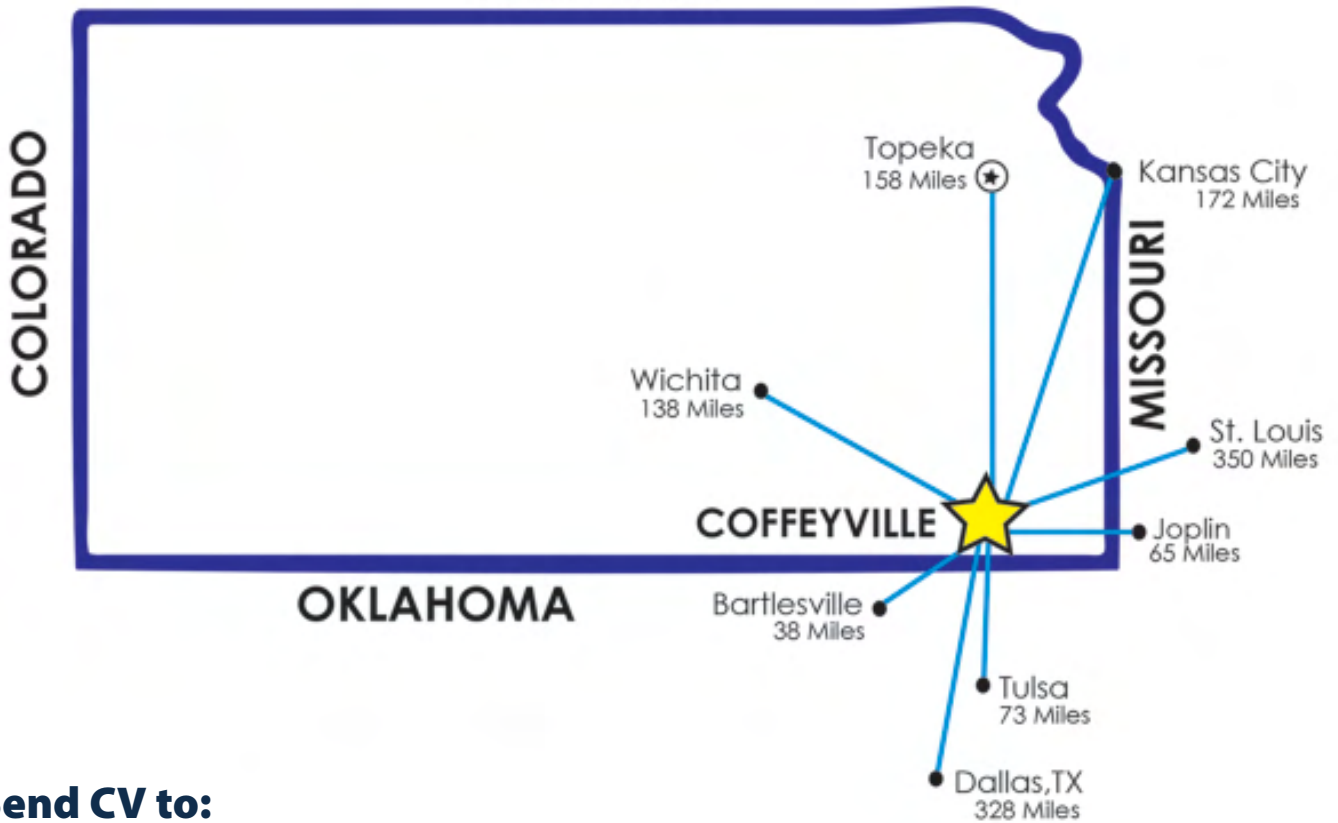 COLORADO
Topeka
158 Miles
Kansas City
172 Miles
MISSOURI
Wichita
138 Miles
St. Louis
350 Miles
COFFEYVILLE
Joplin
65 Miles
OKLAHOMA
Bartlesville
38 Miles
Tulsa
73 Miles
Dallas,TX
328 Miles
end CV to: